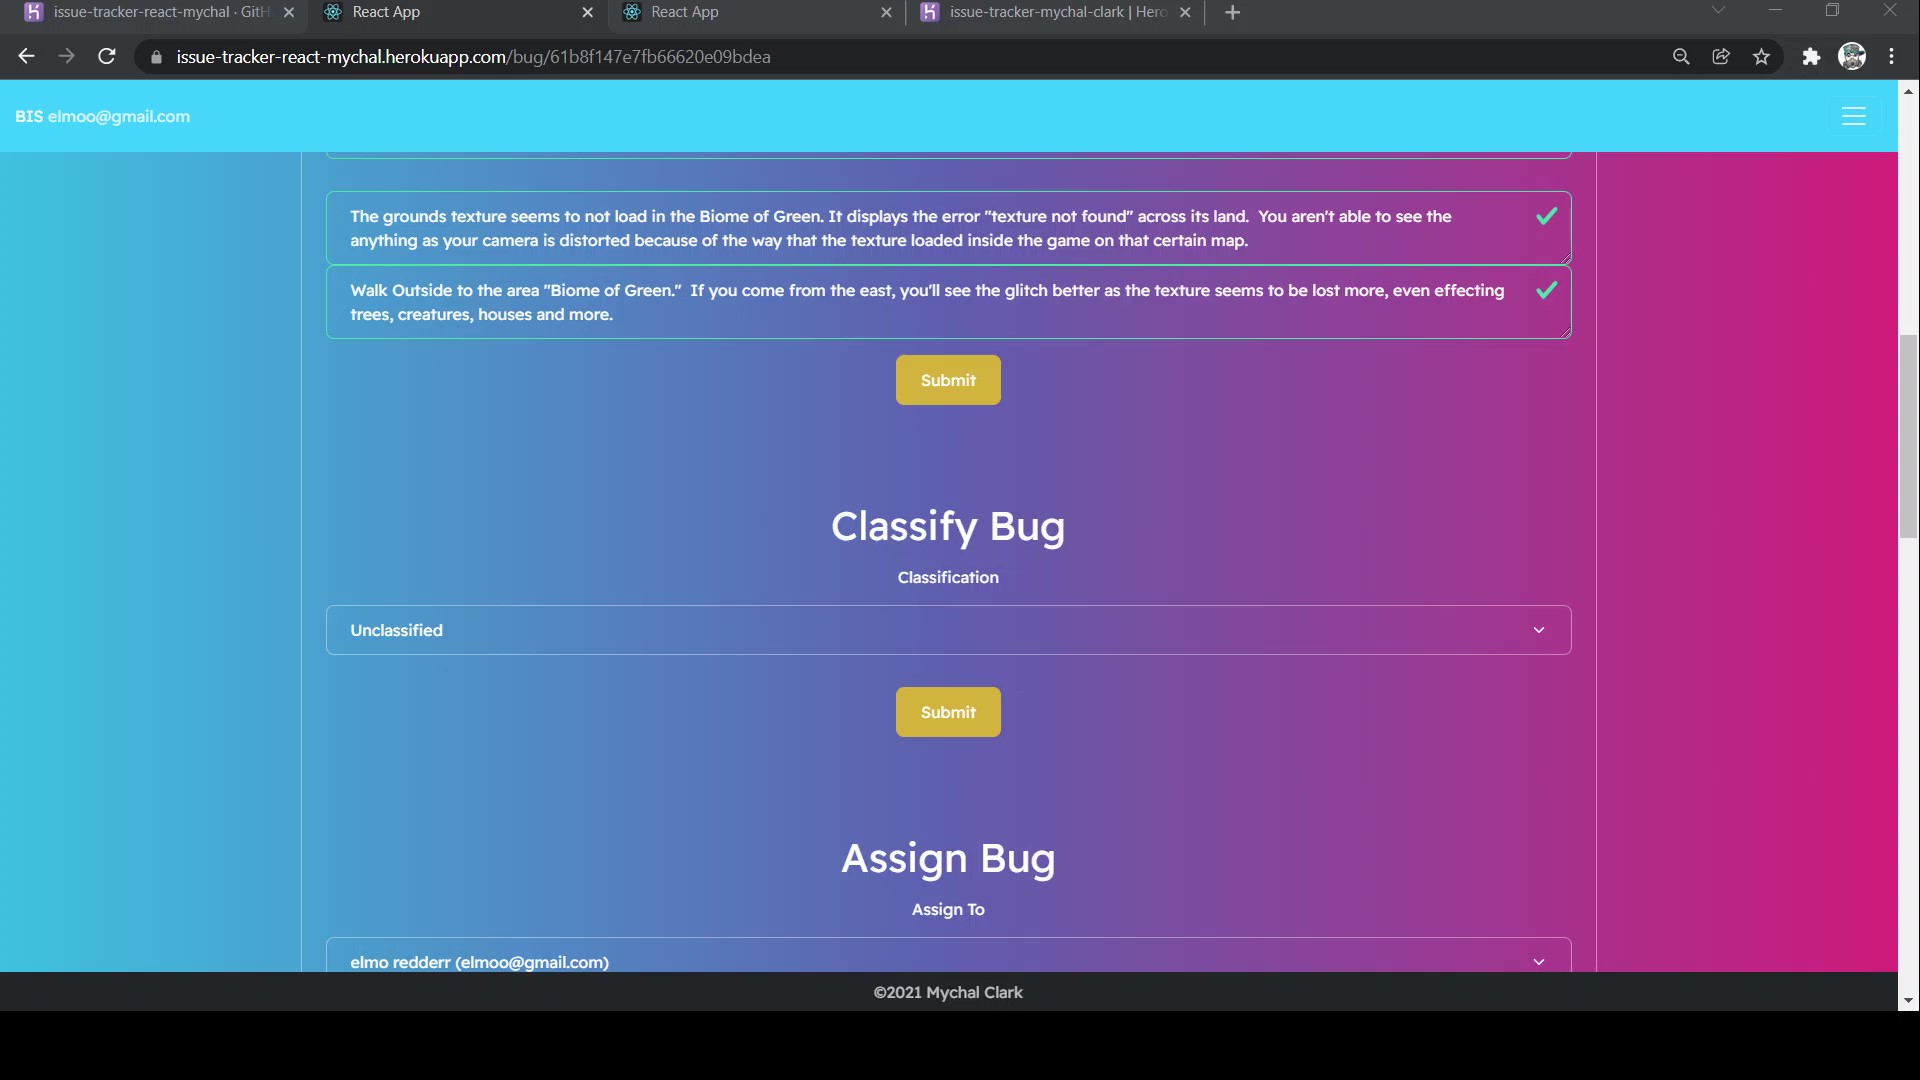 issue-tracker-react-mychal · GitH
React App
React App
issue-tracker-mychal-clark | Hero
issue-tracker-react-mychal.herokuapp.com/bug/61b8f147e7fb66620e09bdea
BIS elmoo@gmail.com
The grounds texture seems to not load in the Biome of Green. It displays the error "texture not found" across its land.  You aren't able to see the
anything as your camera is distorted because of the way that the texture loaded inside the game on that certain map.
Walk Outside to the area "Biome of Green."  If you come from the east, you'll see the glitch better as the texture seems to be lost more, even effecting
trees, creatures, houses and more.
Submit
Classify Bug
Classification
Unclassified
Submit
Assign Bug
Assign To
elmo redderr (elmoo@gmail.com)
©2021 Mychal Clark